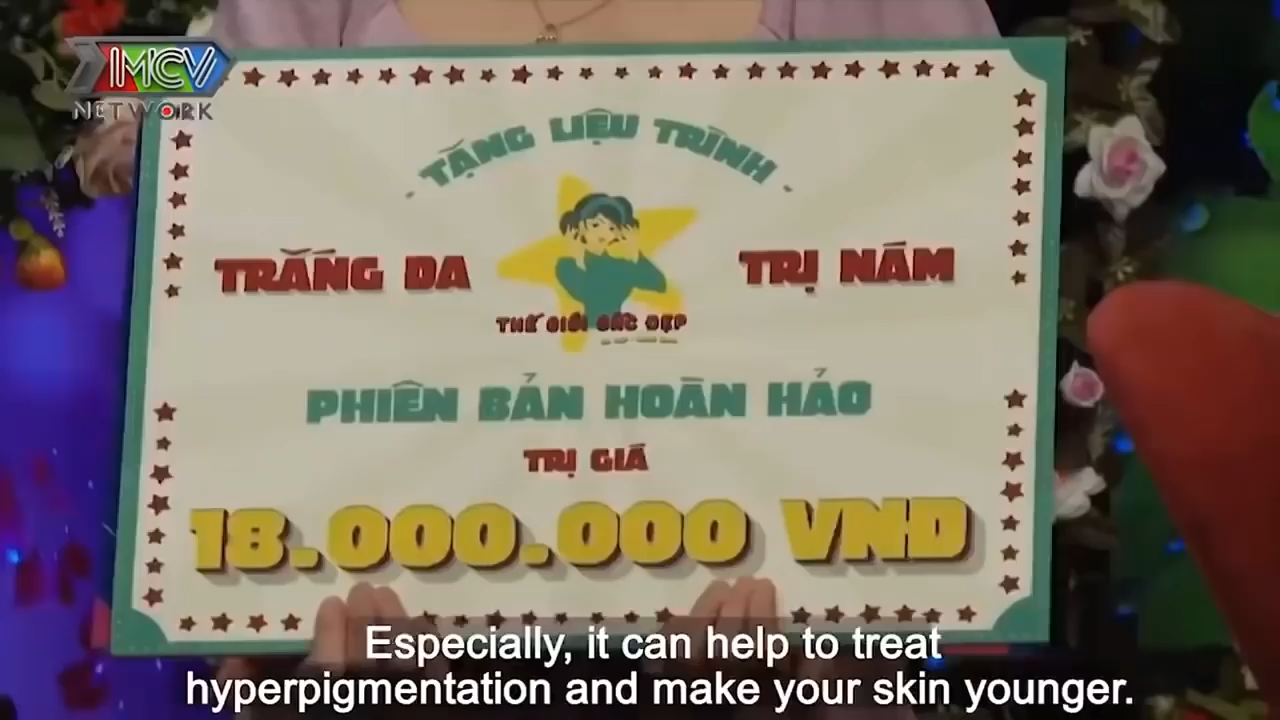 MCV
NETWORK
TẶNG LIỆU TRÌNH
TRẮNG DA
TRỊ NÁM
THẾ GIỚI SẮC ĐẸP
PHIÊN BẢN HOÀN HẢO
TRỊ GIÁ
18.000.000 VND
Especially, it can help to treat
hyperpigmentation and make your skin younger.